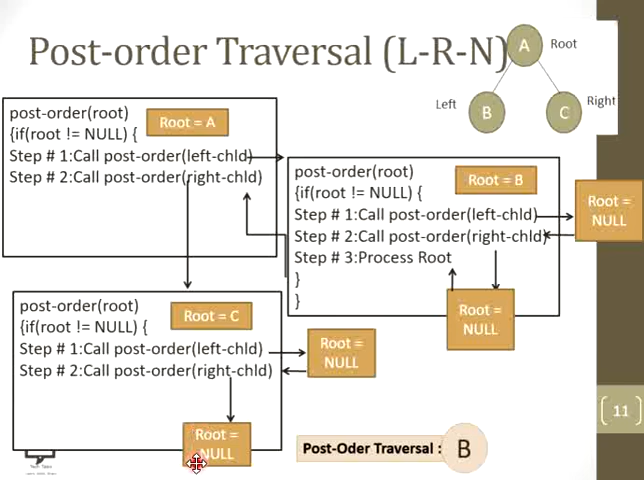 Post-order Traversal (L-R-N)
A
Root
Left
B
C
Right
post-order(root)
{if(root != NULL) {
Root = A
Step # 1:Call post-order(left-chld)
Step # 2:Call post-order(right-chld)
post-order(root)
{if(root != NULL) {
Root = B
Step # 1:Call post-order(left-chld)
Step # 2:Call post-order(right-chld)
Step # 3:Process Root
}
}
Root =
NULL
Root =
NULL
post-order(root)
{if(root != NULL) {
Root = C
Step # 1:Call post-order(left-chld)
Step # 2:Call post-order(right-chld)
Root =
NULL
Root =
NULL
11
Post-Oder Traversal :
B